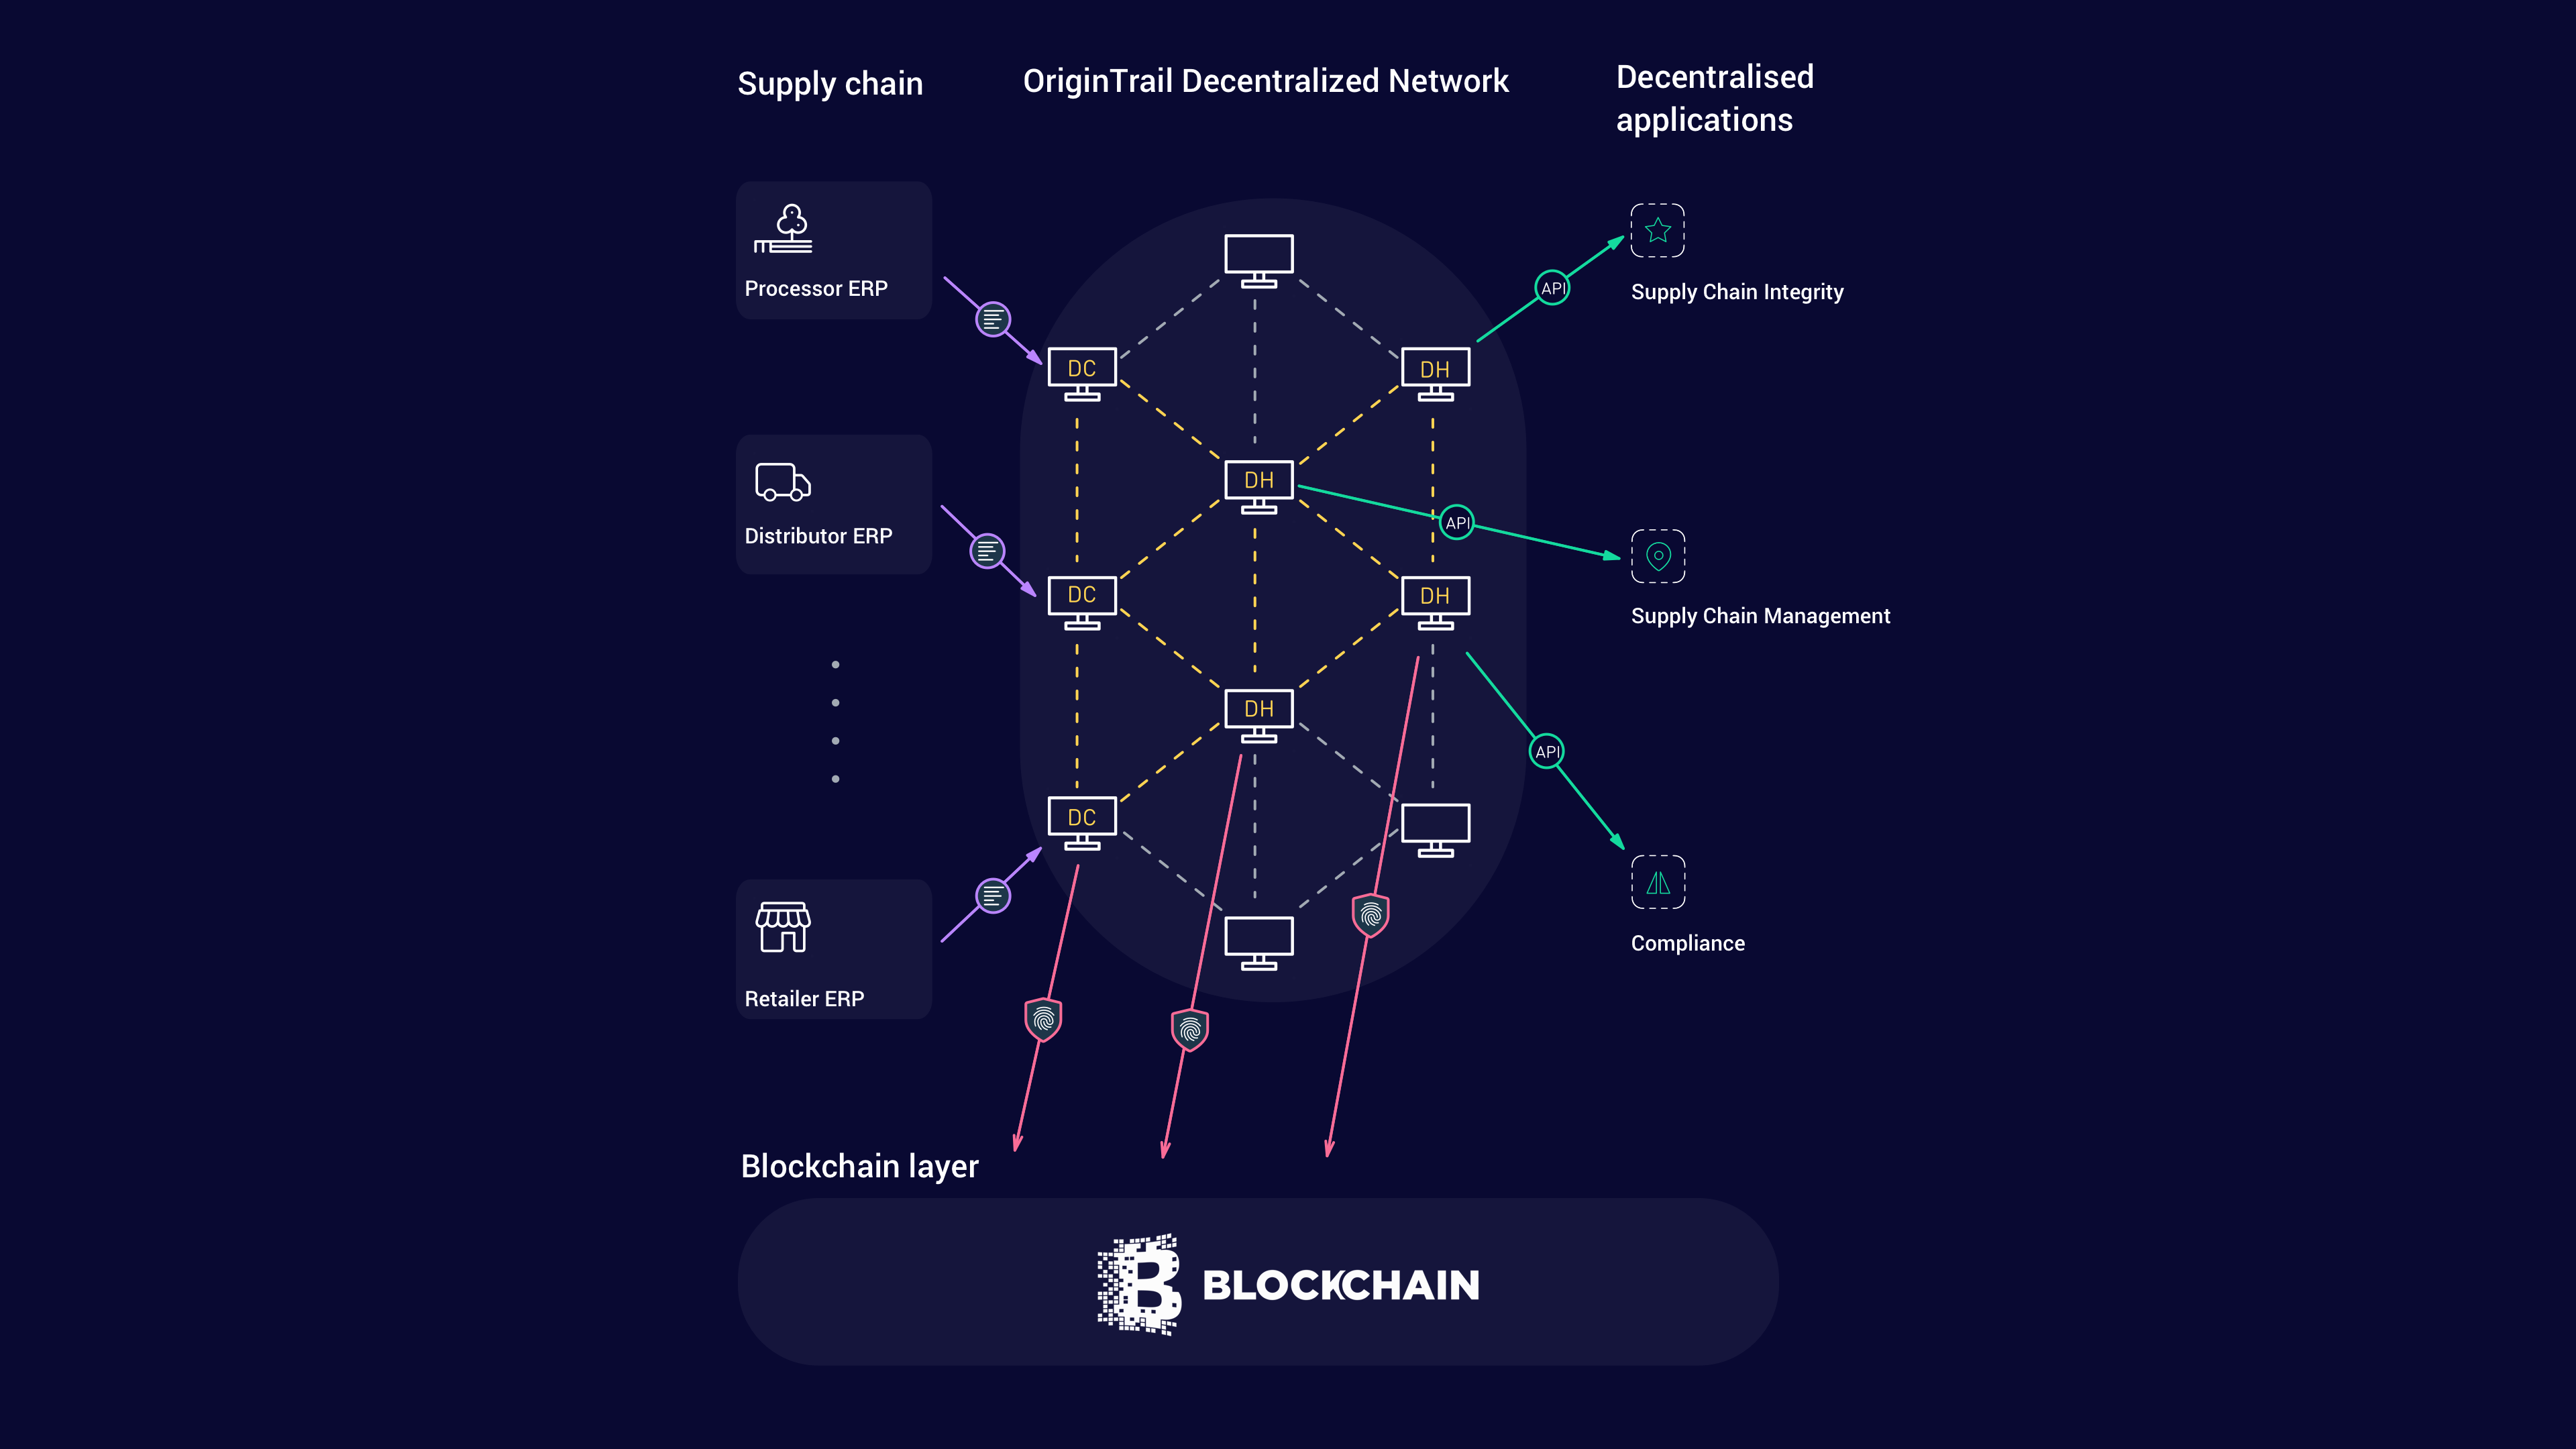 Supply chain
OriginTrail Decentralized Network
Decentralised
applications
Processor ERP
API
Supply Chain Integrity
DC
DH
DH
Distributor ERP
API
Supply Chain Management
DC
DH
DH
API
DC
Retailer ERP
Compliance
Blockchain layer
BLOCKCHAIN